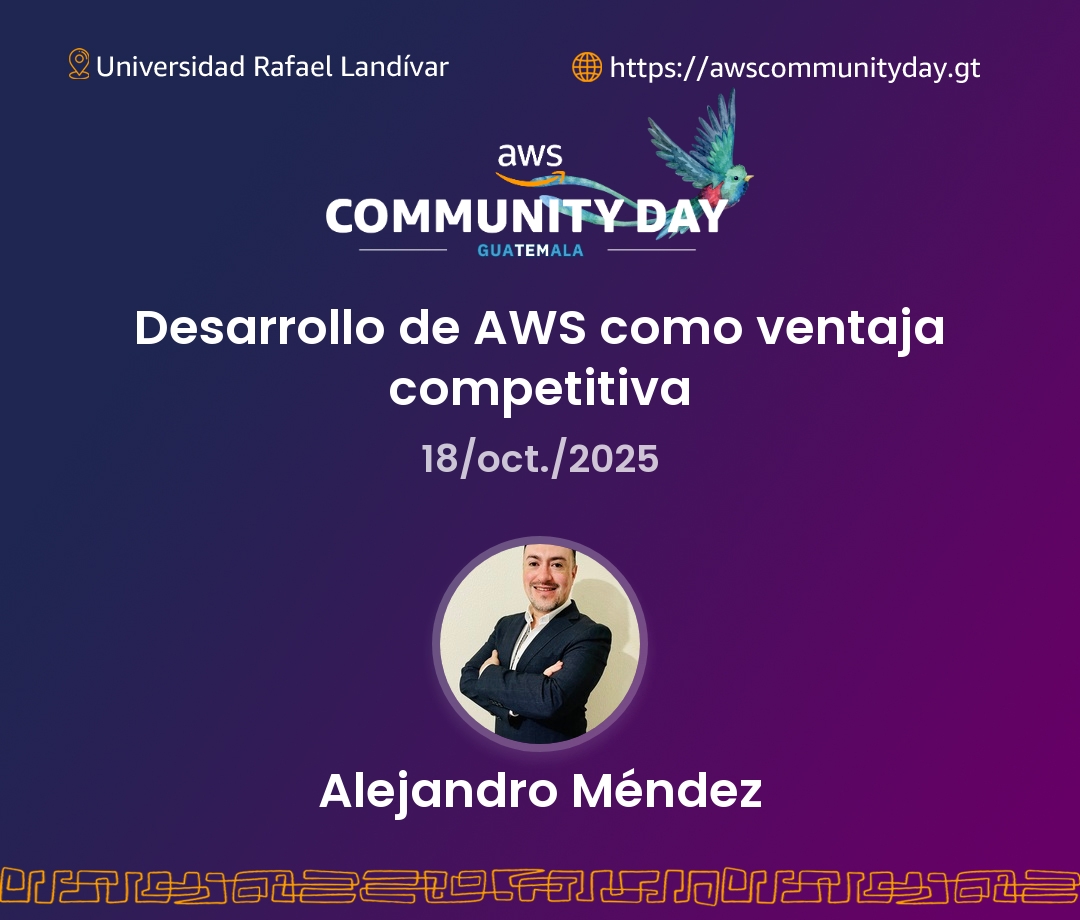 Universidad Rafael Landívar
https://awscommunityday.gt
aws
COMMUNITY DAY
GUATEMALA
Desarrollo de AWS como ventaja
competitiva
18/oct./2025
Alejandro Méndez